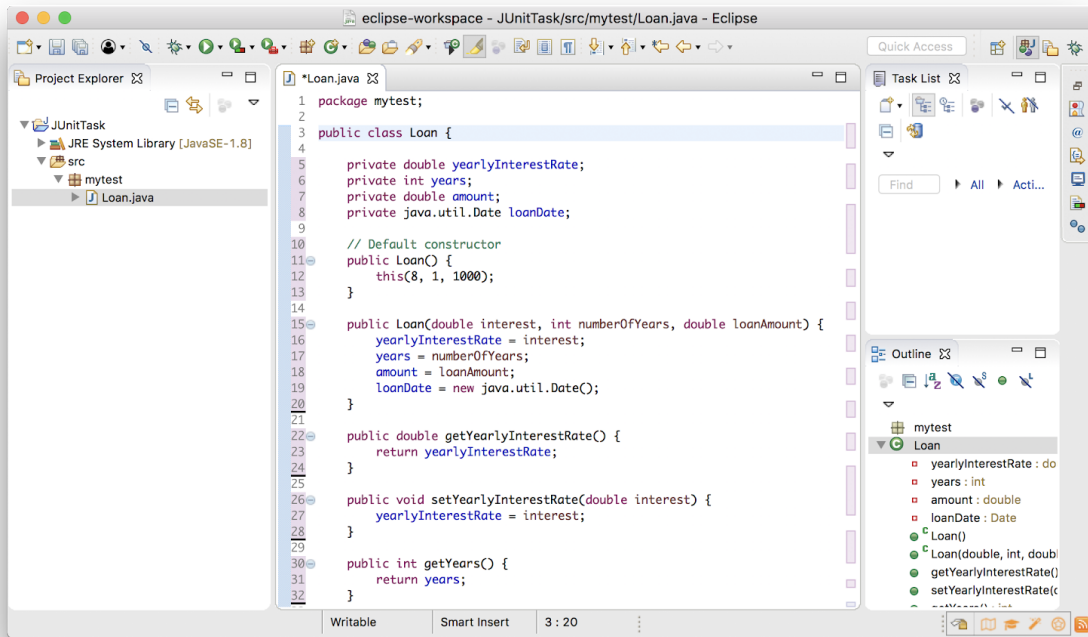 eclipse-workspace - JUnitTask/src/mytest/Loan.java - Eclipse
Quick Access
Project Explorer
JUnitTask
JRE System Library [JavaSE-1.8]
src
mytest
Loan.java
*Loan.java
1 package mytest;
2
3 public class Loan {
4
5 private double yearlyInterestRate;
6 private int years;
7 private double amount;
8 private java.util.Date loanDate;
9
10 // Default constructor
11 public Loan() {
12 this(8, 1, 1000);
13 }
14
15 public Loan(double interest, int numberOfYears, double loanAmount) {
16 yearlyInterestRate = interest;
17 years = numberOfYears;
18 amount = loanAmount;
19 loanDate = new java.util.Date();
20 }
21
22 public double getYearlyInterestRate() {
23 return yearlyInterestRate;
24 }
25
26 public void setYearlyInterestRate(double interest) {
27 yearlyInterestRate = interest;
28 }
29
30 public int getYears() {
31 return years;
32 }
Task List
Find
All
Acti...
Outline
mytest
Loan
yearlyInterestRate : do
years : int
amount : double
loanDate : Date
Loan()
Loan(double, int, doubl
getYearlyInterestRate()
setYearlyInterestRate(
Writable
Smart Insert
3 : 20